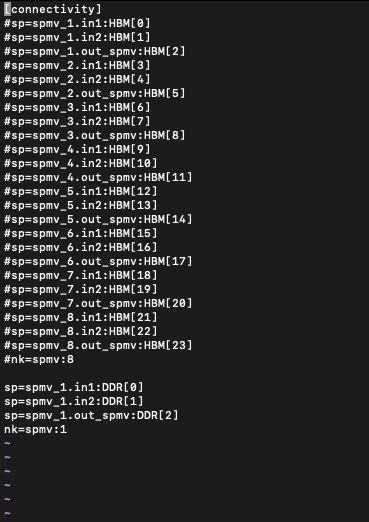 [connectivity]
#sp=spmv_1.in1:HBM[0]
#sp=spmv_1.in2:HBM[1]
#sp=spmv_1.out_spmv:HBM[2]
#sp=spmv_2.in1:HBM[3]
#sp=spmv_2.in2:HBM[4]
#sp=spmv_2.out_spmv:HBM[5]
#sp=spmv_3.in1:HBM[6]
#sp=spmv_3.in2:HBM[7]
#sp=spmv_3.out_spmv:HBM[8]
#sp=spmv_4.in1:HBM[9]
#sp=spmv_4.in2:HBM[10]
#sp=spmv_4.out_spmv:HBM[11]
#sp=spmv_5.in1:HBM[12]
#sp=spmv_5.in2:HBM[13]
#sp=spmv_5.out_spmv:HBM[14]
#sp=spmv_6.in1:HBM[15]
#sp=spmv_6.in2:HBM[16]
#sp=spmv_6.out_spmv:HBM[17]
#sp=spmv_7.in1:HBM[18]
#sp=spmv_7.in2:HBM[19]
#sp=spmv_7.out_spmv:HBM[20]
#sp=spmv_8.in1:HBM[21]
#sp=spmv_8.in2:HBM[22]
#sp=spmv_8.out_spmv:HBM[23]
#nk=spmv:8

sp=spmv_1.in1:DDR[0]
sp=spmv_1.in2:DDR[1]
sp=spmv_1.out_spmv:DDR[2]
nk=spmv:1
~
~
~
~
~
~